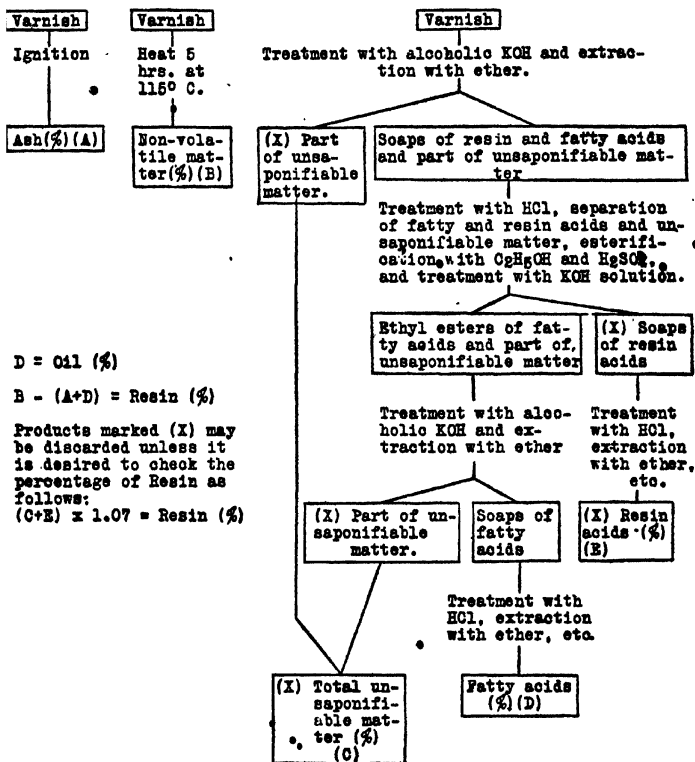 Varnish
Ignition
Ash(%)(A)
Varnish
Heat 5
hrs. at
115° C.
Non-vola-
tile mat-
ter(%)(B)
Varnish
Treatment with alcoholic KOH and extrac-
tion with ether.
(X) Part
of unsa-
ponifiable
matter.
Soaps of resin and fatty acids
and part of unsaponifiable mat-
ter
Treatment with HCl, separation
of fatty and resin acids and un-
saponifiable matter, esterifi-
cation with C2H5OH and H2SO4,
and treatment with KOH solution.
Ethyl esters of fat-
ty acids and part of
unsaponifiable matter
(X) Soaps
of resin
acids
D = Oil (%)
B - (A+D) = Resin (%)
Products marked (X) may
be discarded unless it
is desired to check the
percentage of Resin as
follows:
(C+E) x 1.07 = Resin (%)
Treatment with alco-
holic KOH and ex-
traction with ether
Treatment
with HCl,
extraction
with ether,
etc.
(X) Part of un-
saponifiable
matter.
Soaps of
fatty
acids
(X) Resin
acids (%)
(E)
Treatment with
HCl, extraction
with ether, etc.
(X) Total un-
saponifi-
able mat-
ter (%)
(C)
Fatty acids
(%)(D)